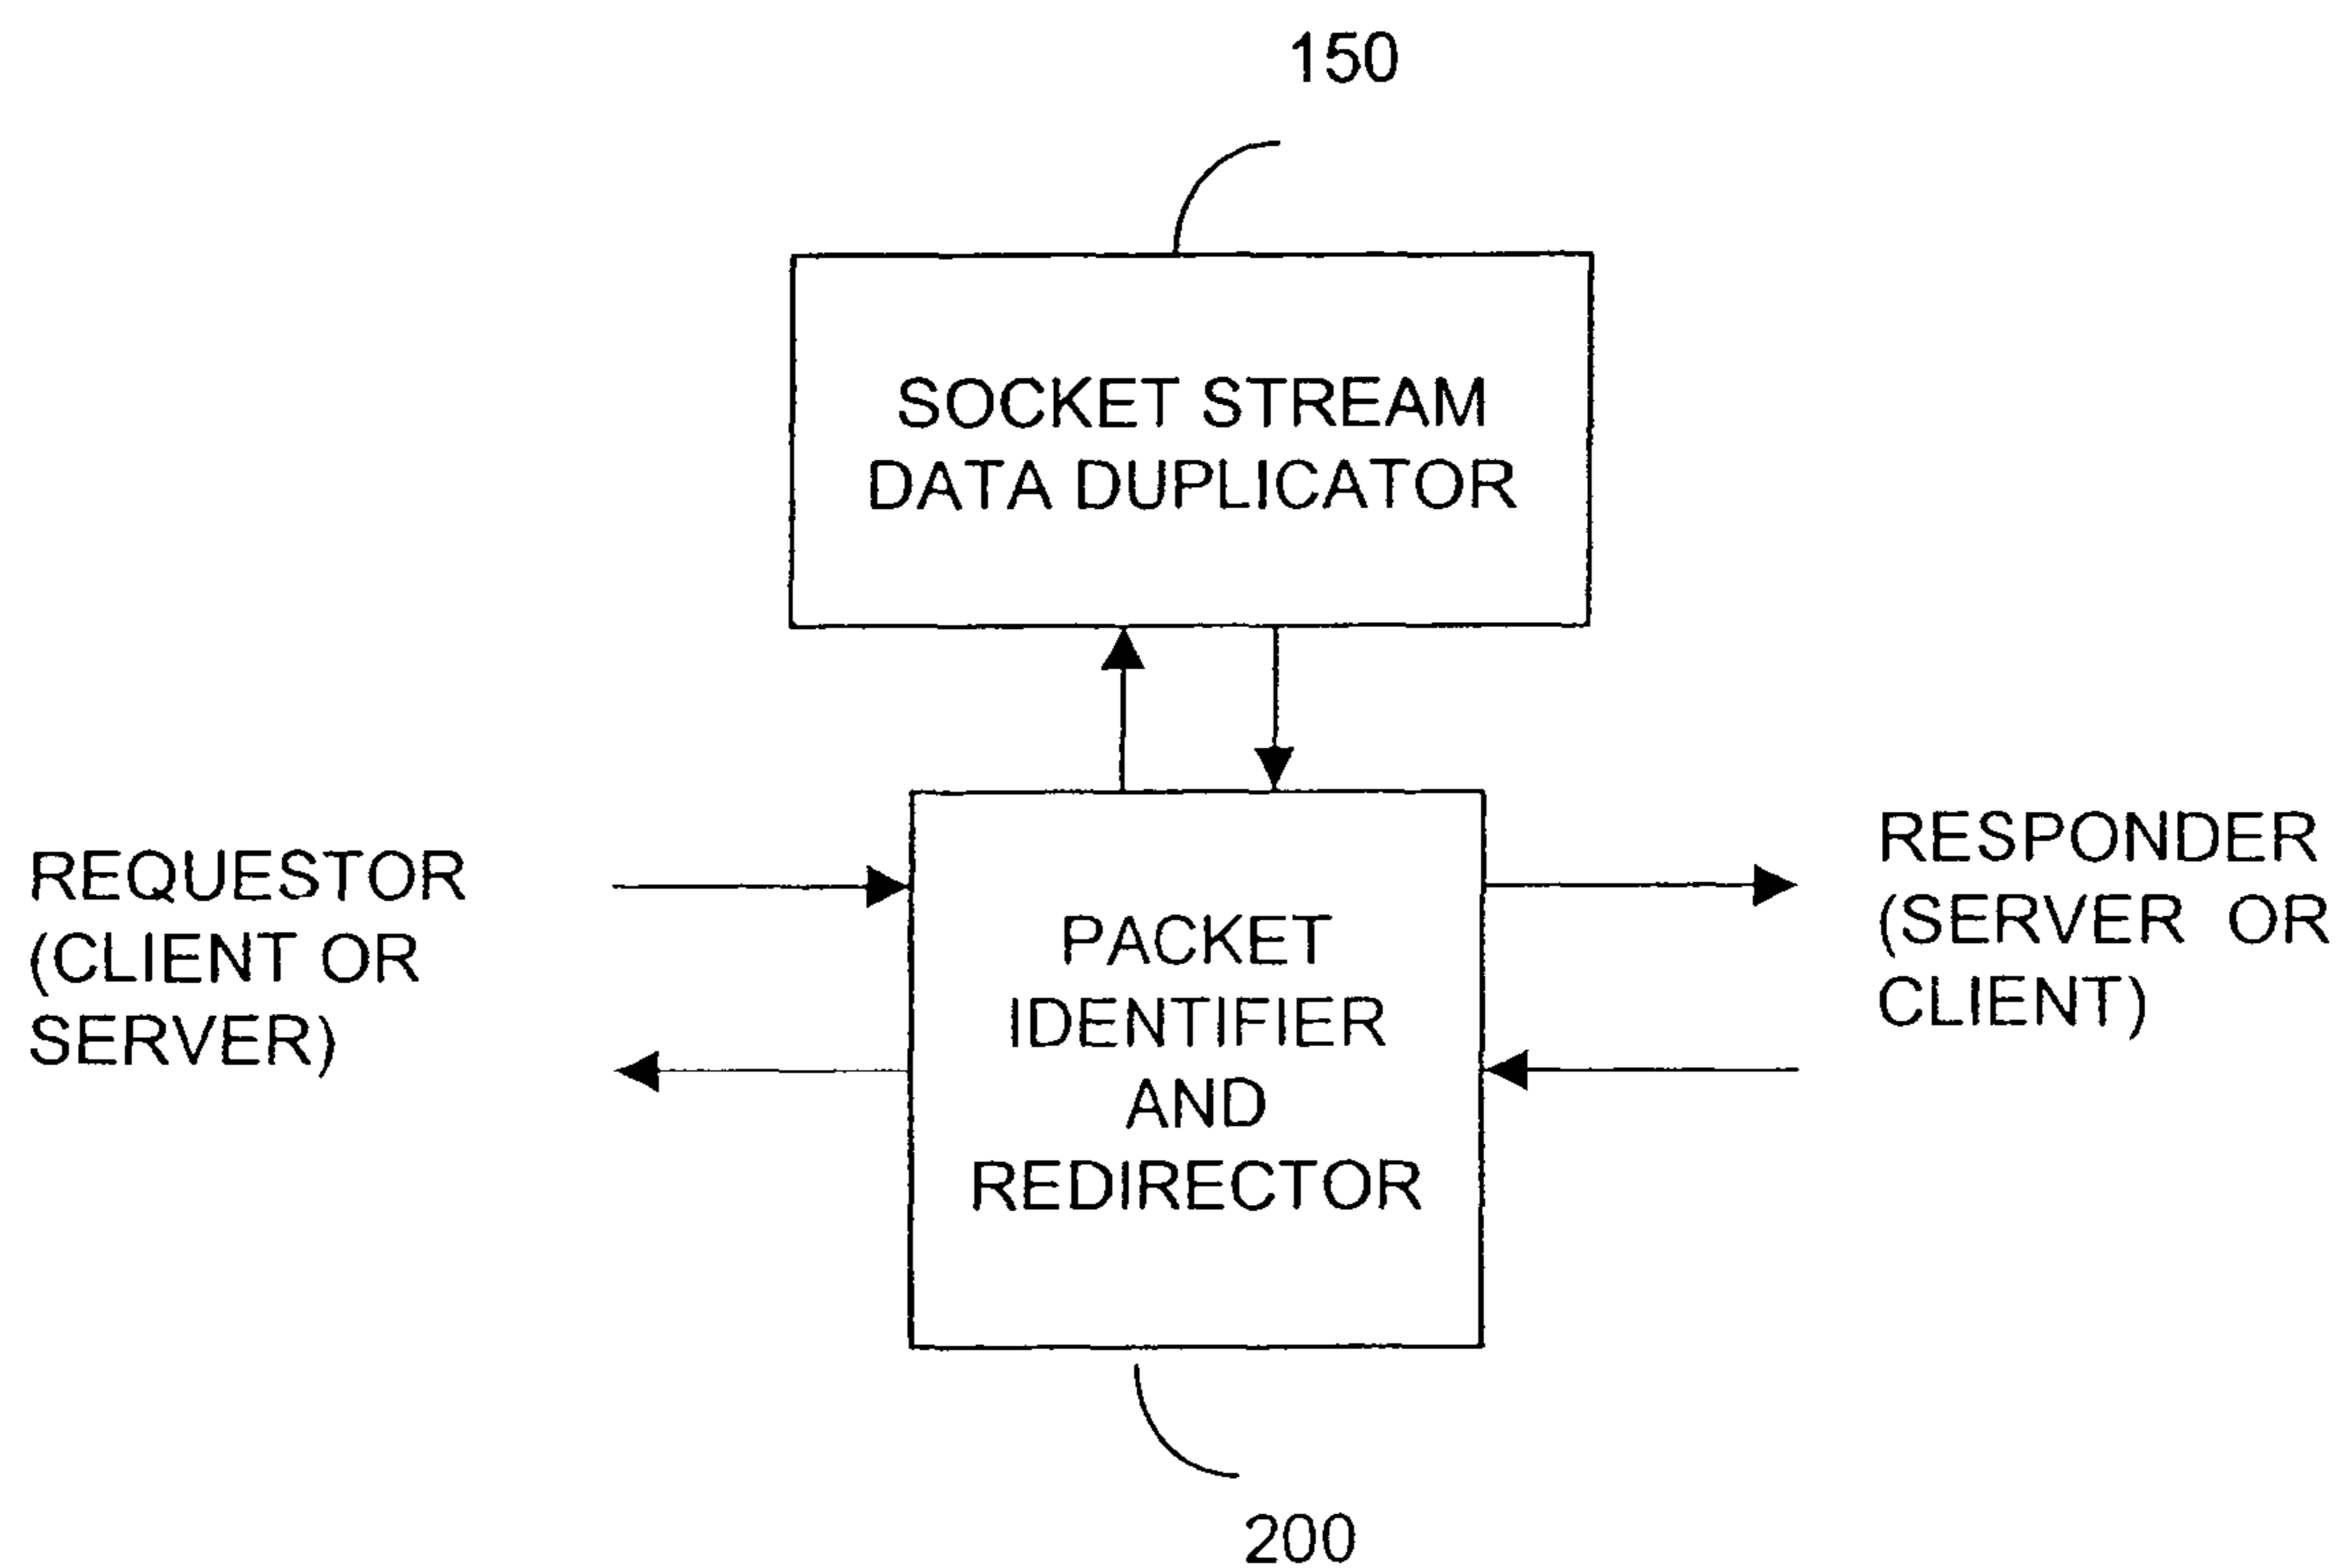 150
SOCKET STREAM
DATA DUPLICATOR
REQUESTOR
(CLIENT OR
SERVER)
PACKET
IDENTIFIER
AND
REDIRECTOR
RESPONDER
(SERVER OR
CLIENT)
200